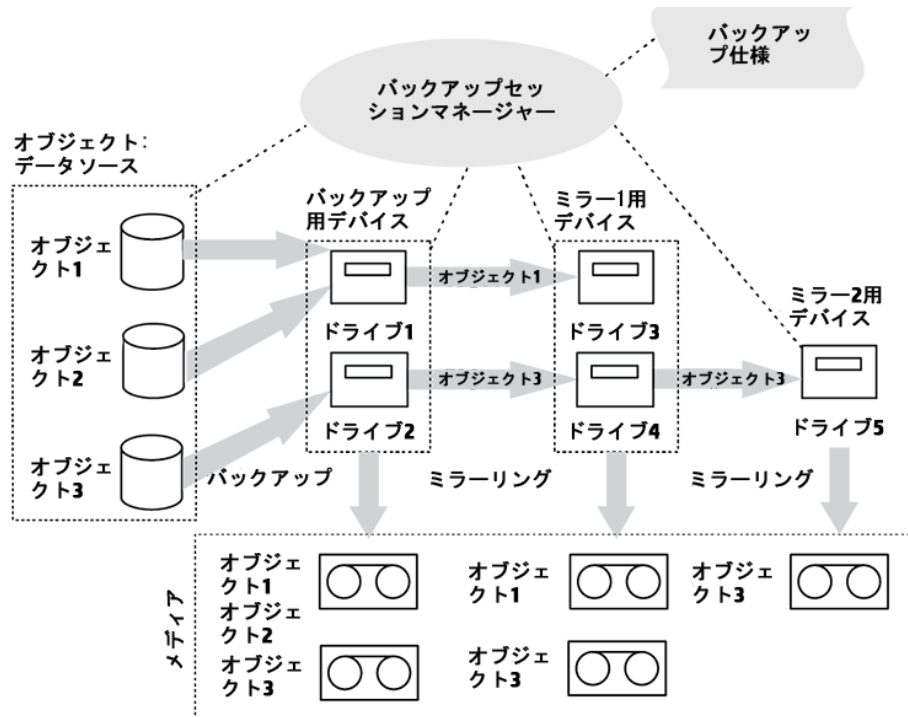 バックアッ
プ仕様
バックアップセッ
ションマネージャー
オブジェクト:
データソース
バックアップ
用デバイス
ミラー1用
デバイス
ミラー2用
デバイス
オブジェ
クト1
オブジェクト1
ドライブ1
ドライブ3
オブジェ
クト2
オブジェクト3
オブジェクト3
ドライブ2
ドライブ4
ドライブ5
オブジェ
クト3
バックアップ
ミラーリング
ミラーリング
メディア
オブジェ
クト1
オブジェ
クト2
オブジェ
クト3
オブジェ
クト1
オブジェ
クト3
オブジェ
クト3